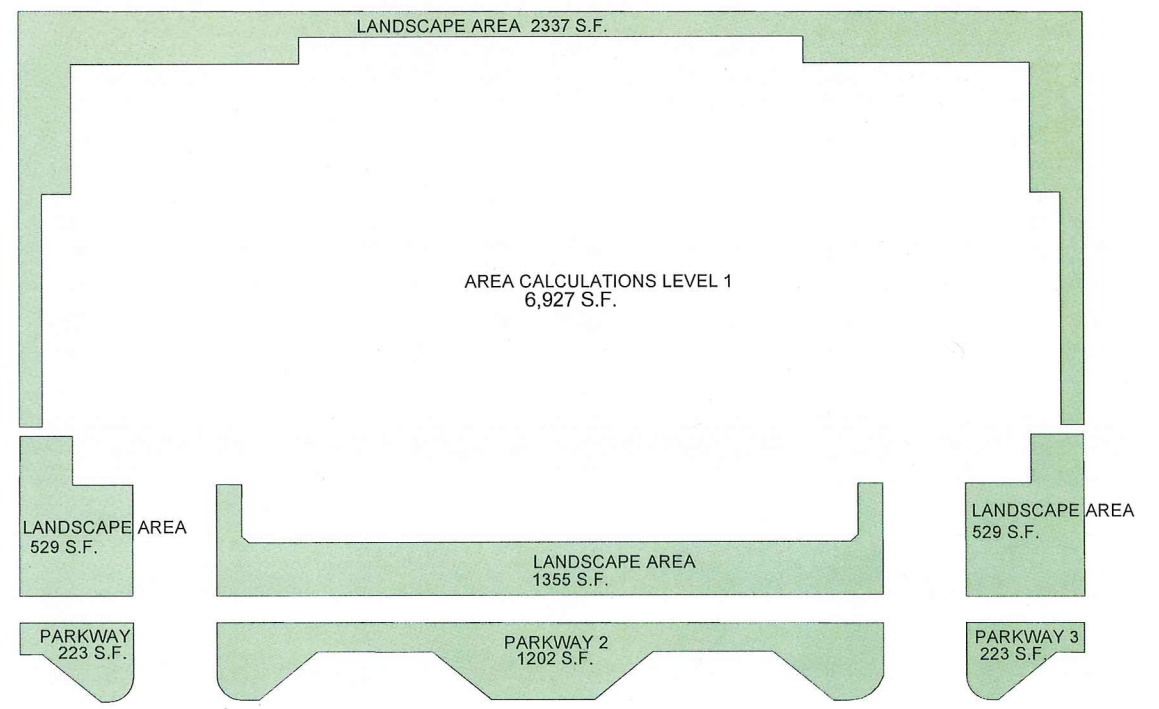 LANDSCAPE AREA 2337 S.F.
AREA CALCULATIONS LEVEL 1
6,927 S.F.
LANDSCAPE AREA
529 S.F.
LANDSCAPE AREA
1355 S.F.
LANDSCAPE AREA
529 S.F.
PARKWAY
223 S.F.
PARKWAY 2
1202 S.F.
PARKWAY 3
223 S.F.